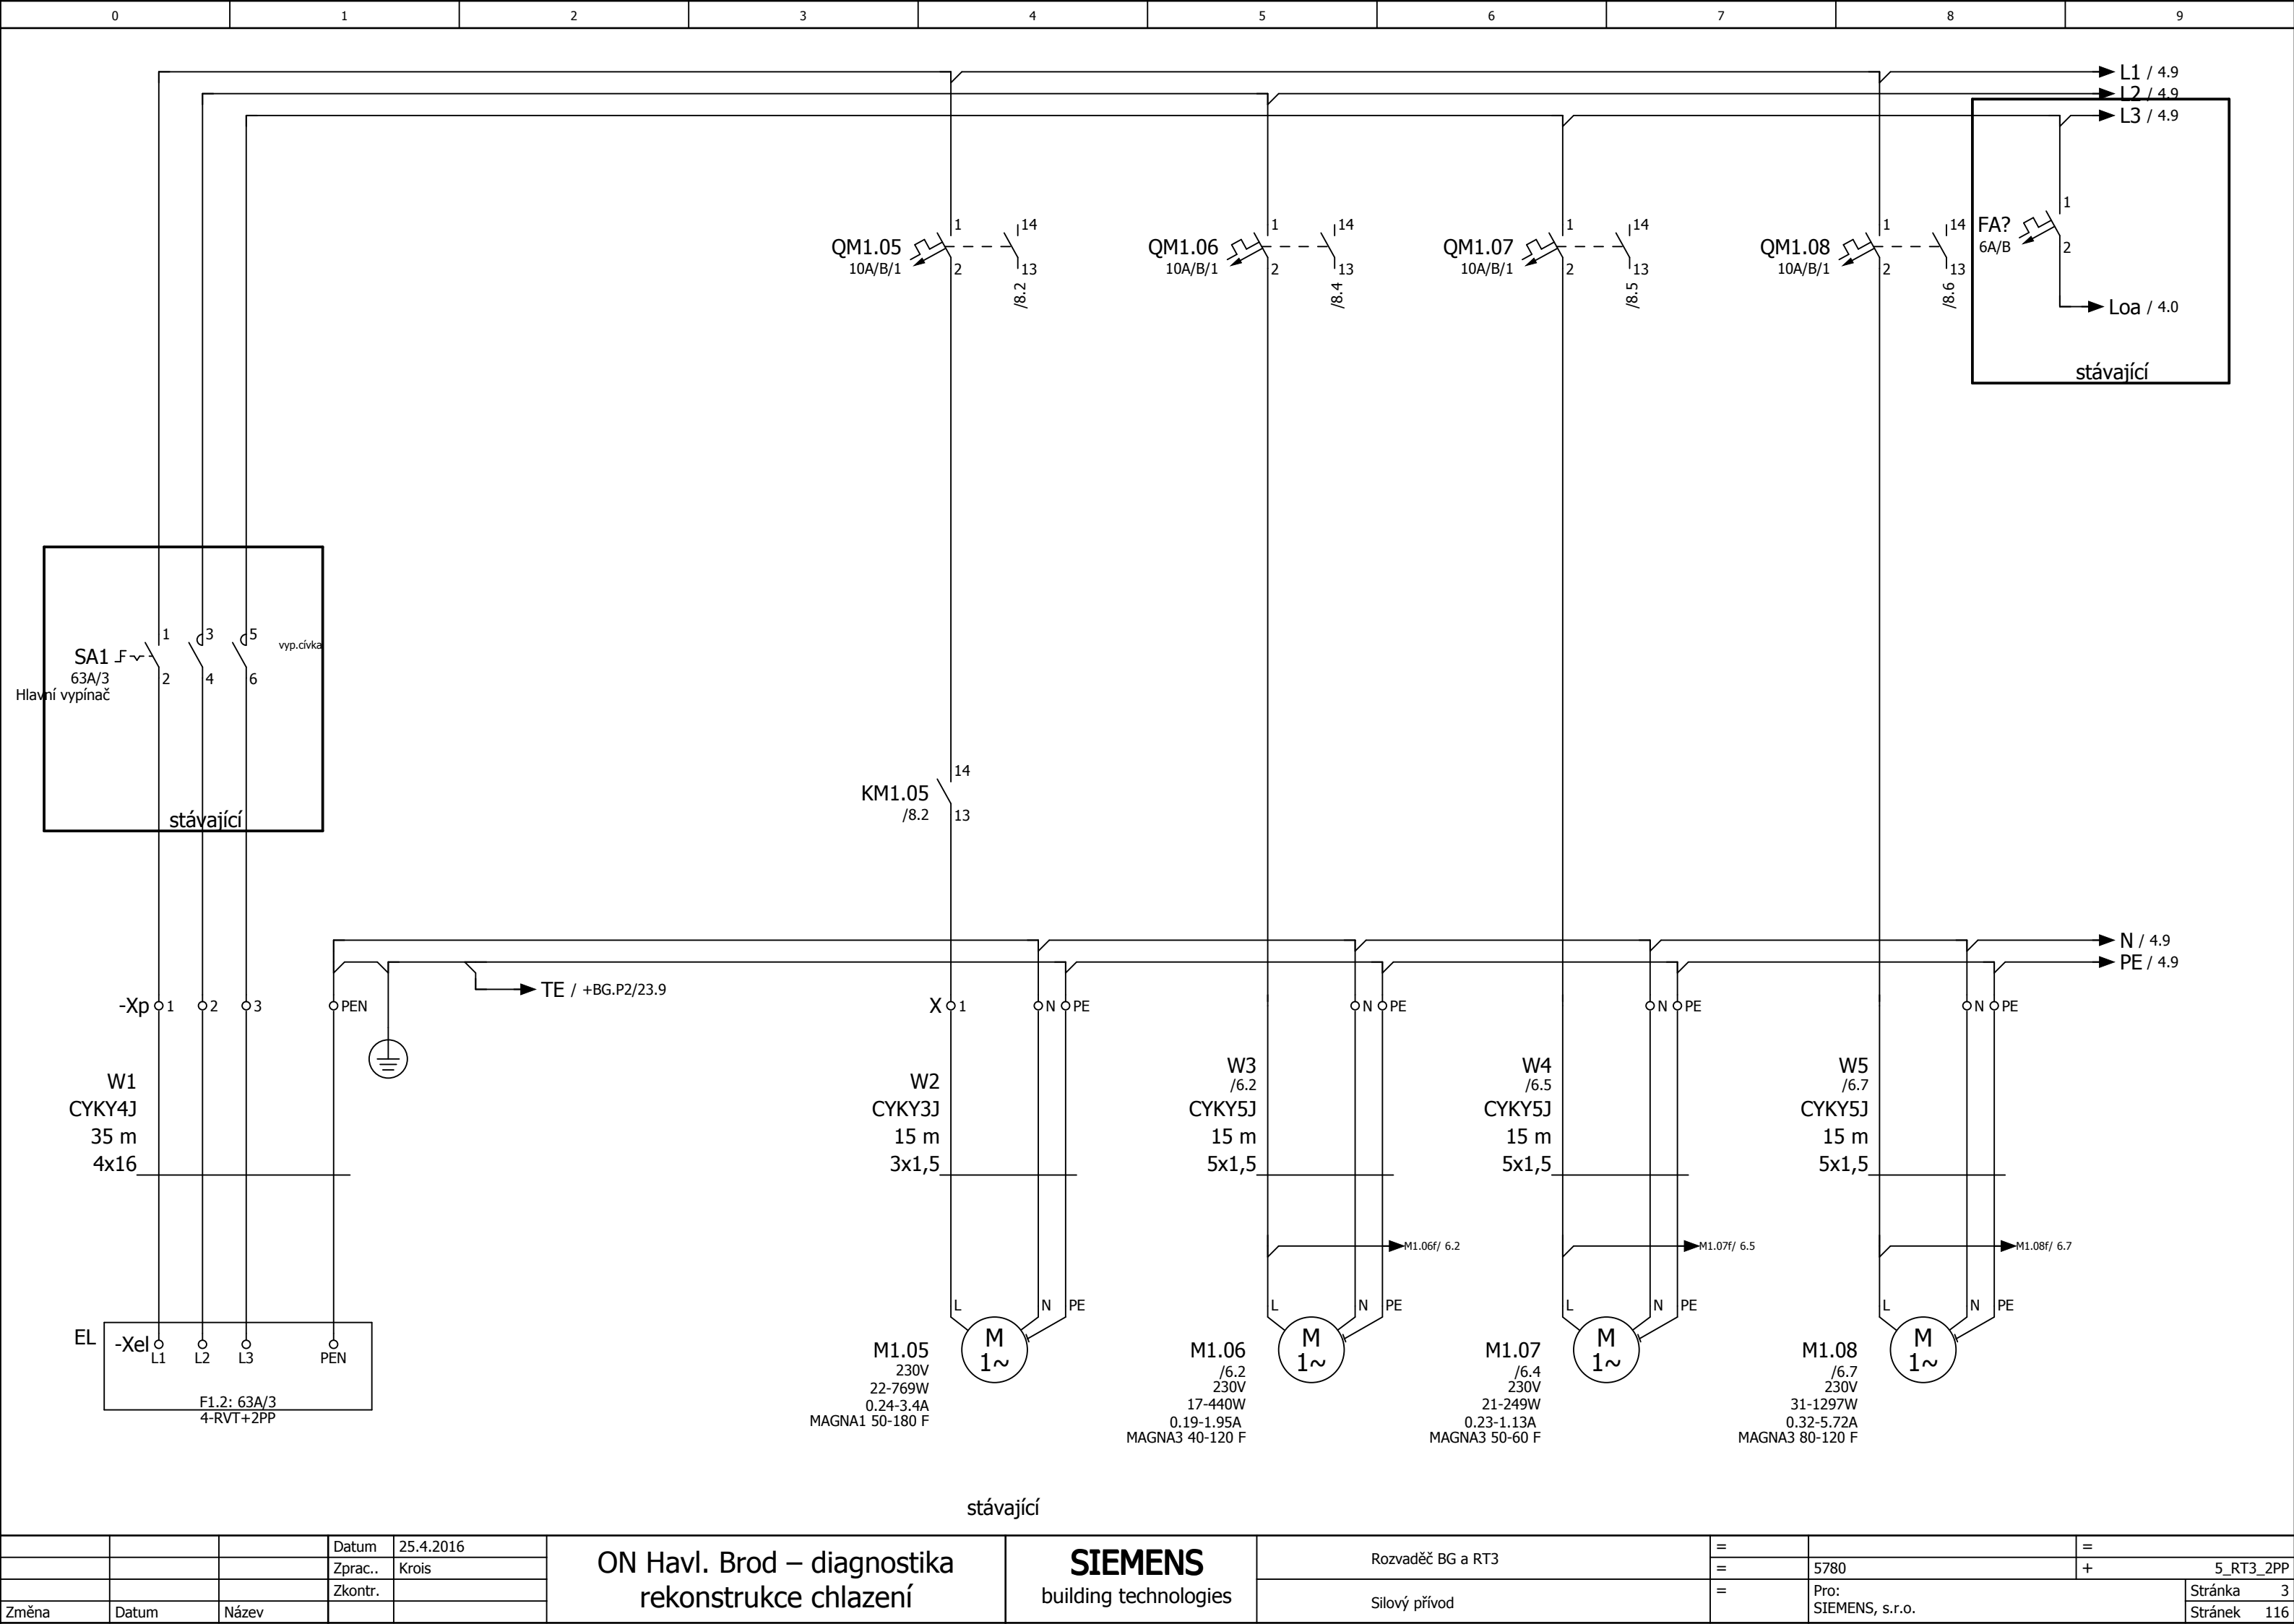 0 1 2 3 4 5 6 7 8 9
L1 / 4.9
L2 / 4.9
L3 / 4.9
QM1.05
10A/B/1
1
2
14
13
/8.2
QM1.06
10A/B/1
1
2
14
13
/8.4
QM1.07
10A/B/1
1
2
14
13
/8.5
QM1.08
10A/B/1
1
2
14
13
/8.6
FA?
6A/B
1
2
Loa / 4.0
stávající
SA1
63A/3
Hlavní vypínač
1
2
3
4
5
6
vyp.cívka
stávající
KM1.05
/8.2
14
13
N / 4.9
PE / 4.9
TE / +BG.P2/23.9
-Xp 1 2 3 PEN
X 1 N PE
N PE
N PE
N PE
W1
CYKY4J
35 m
4x16
W2
CYKY3J
15 m
3x1,5
W3
/6.2
CYKY5J
15 m
5x1,5
W4
/6.5
CYKY5J
15 m
5x1,5
W5
/6.7
CYKY5J
15 m
5x1,5
M1.06f/ 6.2
M1.07f/ 6.5
M1.08f/ 6.7
EL -Xel
L1 L2 L3 PEN
F1.2: 63A/3
4-RVT+2PP
L N PE
M
1~
M1.05
230V
22-769W
0.24-3.4A
MAGNA1 50-180 F
L N PE
M
1~
M1.06
/6.2
230V
17-440W
0.19-1.95A
MAGNA3 40-120 F
L N PE
M
1~
M1.07
/6.4
230V
21-249W
0.23-1.13A
MAGNA3 50-60 F
L N PE
M
1~
M1.08
/6.7
230V
31-1297W
0.32-5.72A
MAGNA3 80-120 F
stávající
Změna Datum Název
Datum 25.4.2016
Zprac.. Krois
Zkontr.
ON Havl. Brod – diagnostika
rekonstrukce chlazení
SIEMENS
building technologies
Rozvaděč BG a RT3
Silový přívod
= =
= 5780 + 5_RT3_2PP
= Pro:
SIEMENS, s.r.o.
Stránka 3
Stránek 116